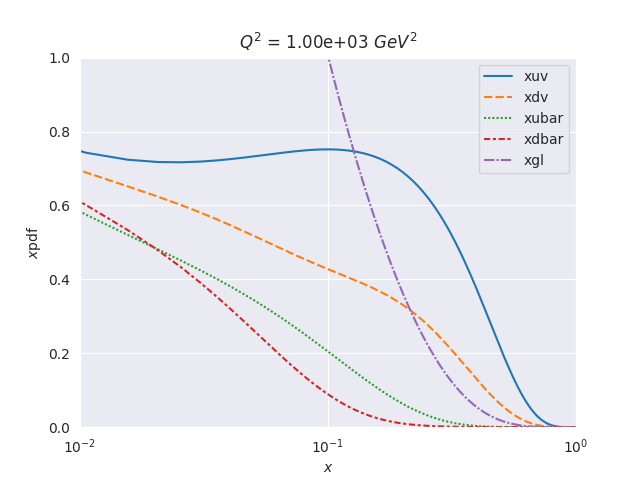 Q² = 1.00e+03 GeV²
1.0
0.8
0.6
0.4
0.2
0.0
xpdf
xuv
xdv
xubar
xdbar
xgl
10⁻² 10⁻¹ 10⁰
x